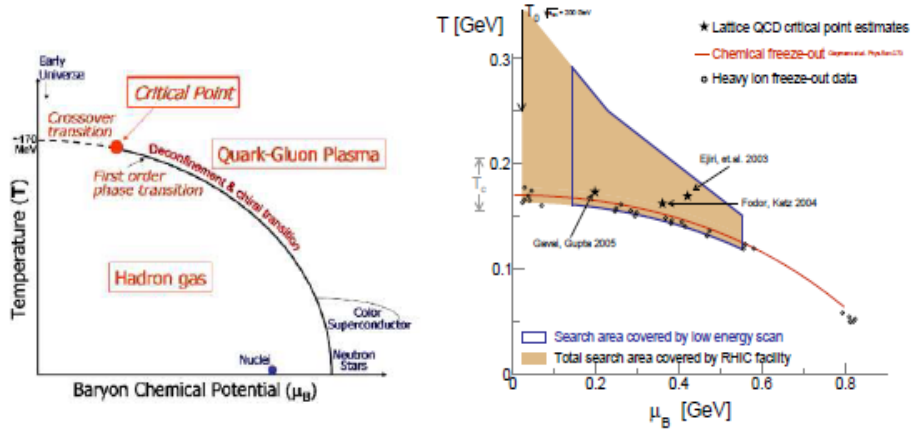 Early
Universe
Critical Point
Crossover
transition
~170
MeV
Quark-Gluon Plasma
Deconfinement & chiral transition
First order
phase transition
Temperature (T)
Hadron gas
Color
Superconductor
Nuclei
Neutron
Stars
Baryon Chemical Potential (μB)
T [GeV]
T0
= 200 GeV
★ Lattice QCD critical point estimates
Chemical freeze-out
Heavy ion freeze-out data
0.3
0.2
Tc
0.1
0
Ejiri, et.al. 2003
Fodor, Katz 2004
Gavai, Gupta 2005
Search area covered by low energy scan
Total search area covered by RHIC facility
0 0.2 0.4 0.6 0.8
μB [GeV]